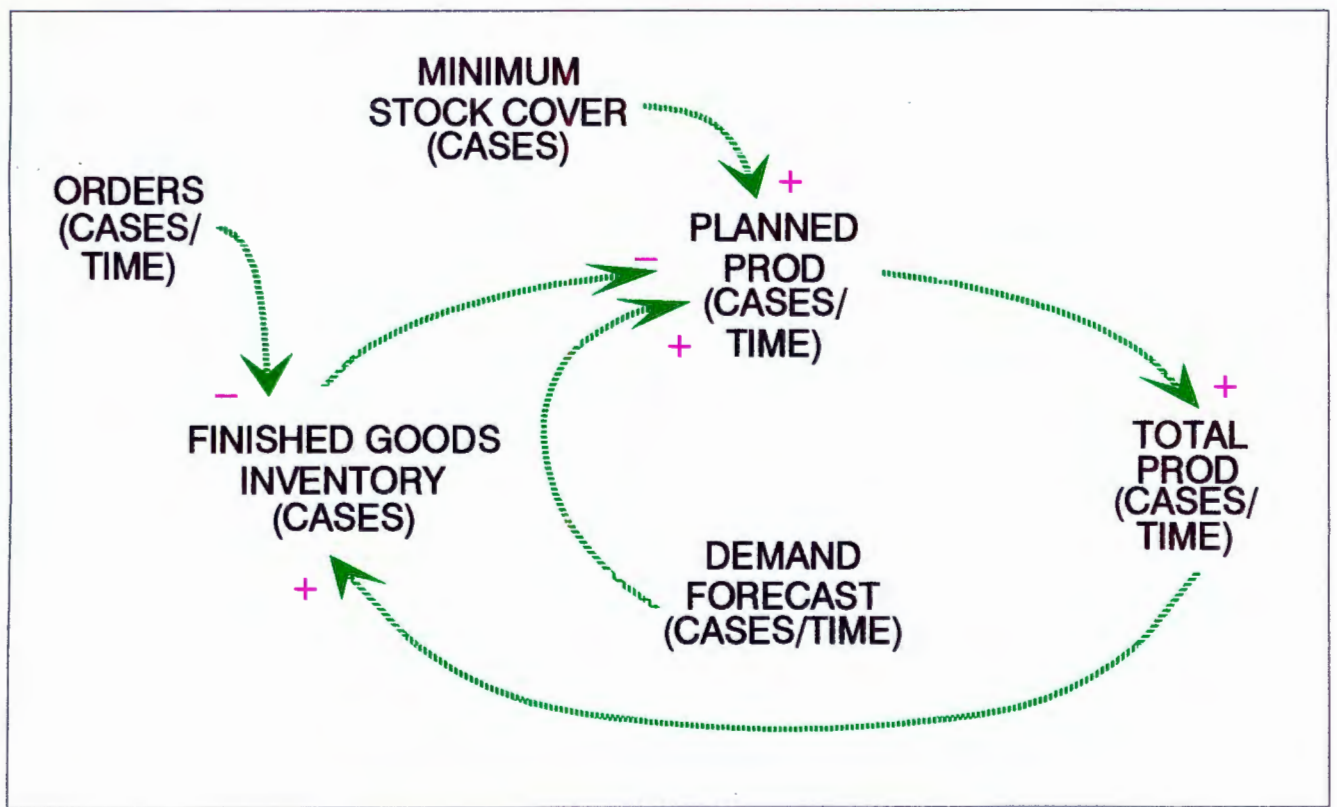 MINIMUM
STOCK COVER
(CASES)
+
ORDERS
(CASES/
TIME)
PLANNED
PROD
(CASES/
TIME)
−
+
−
+
FINISHED GOODS
INVENTORY
(CASES)
+
TOTAL
PROD
(CASES/
TIME)
DEMAND
FORECAST
(CASES/TIME)
+